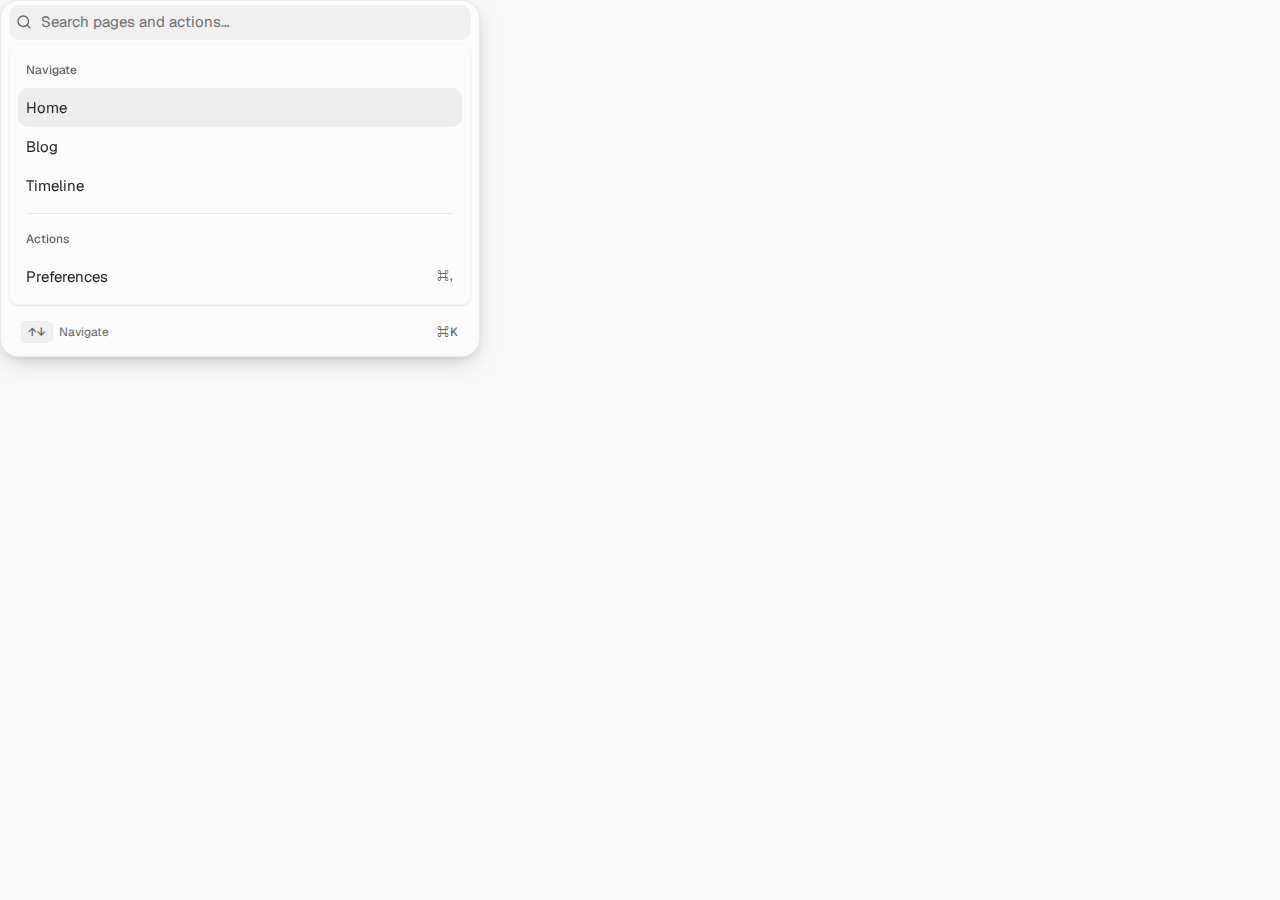 Search pages and actions…
Navigate
Home
Blog
Timeline
Actions
Preferences ⌘,
↑↓ Navigate ⌘K